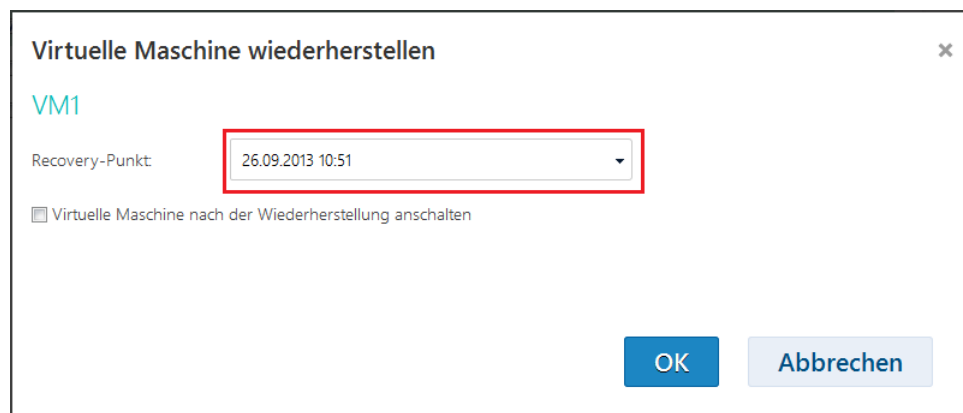 Virtuelle Maschine wiederherstellen
VM1
Recovery-Punkt: 26.09.2013 10:51
Virtuelle Maschine nach der Wiederherstellung anschalten
OK Abbrechen